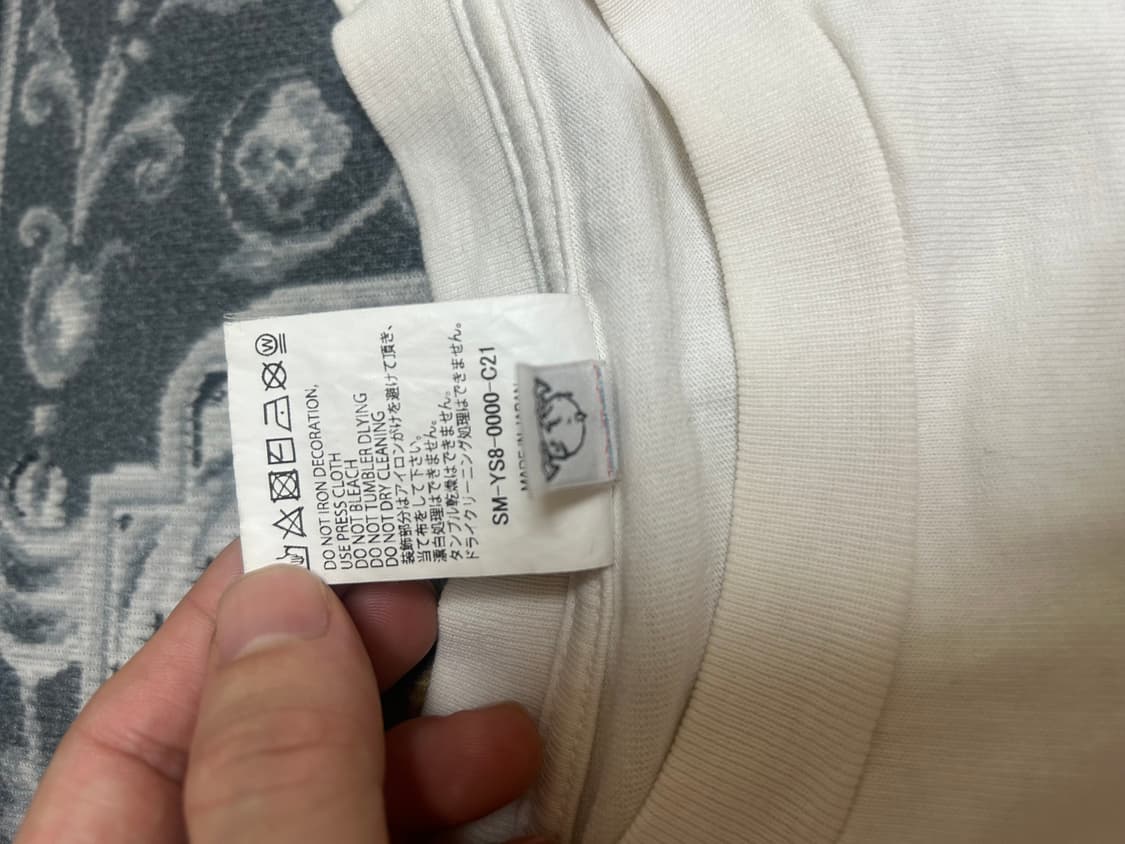 DO NOT IRON DECORATION,
USE PRESS CLOTH
DO NOT BLEACH
DO NOT TUMBLER DLYING
DO NOT DRY CLEANING
装飾部分はアイロンがけを避けて頂き、
当て布をして下さい。
漂白処理はできません。
タンブル乾燥はできません。
ドライクリーニング処理はできません。
SM-YS8-0000-C21
MADE IN JAPAN